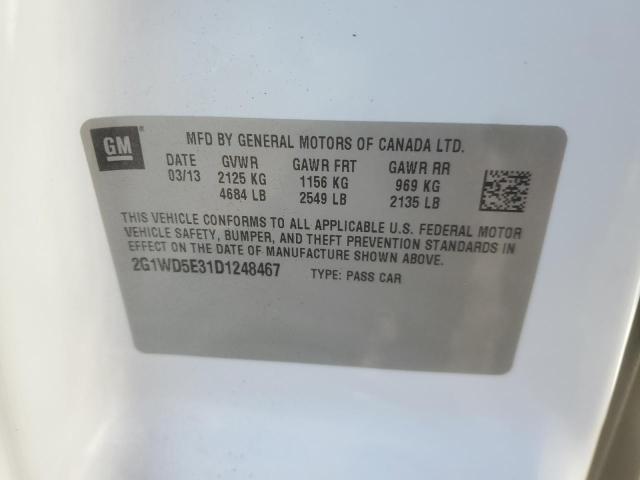 GM®
MFD BY GENERAL MOTORS OF CANADA LTD.
DATE GVWR GAWR FRT GAWR RR
03/13 2125 KG 1156 KG 969 KG
4684 LB 2549 LB 2135 LB
THIS VEHICLE CONFORMS TO ALL APPLICABLE U.S. FEDERAL MOTOR
VEHICLE SAFETY, BUMPER, AND THEFT PREVENTION STANDARDS IN
EFFECT ON THE DATE OF MANUFACTURE SHOWN ABOVE.
2G1WD5E31D1248467 TYPE: PASS CAR